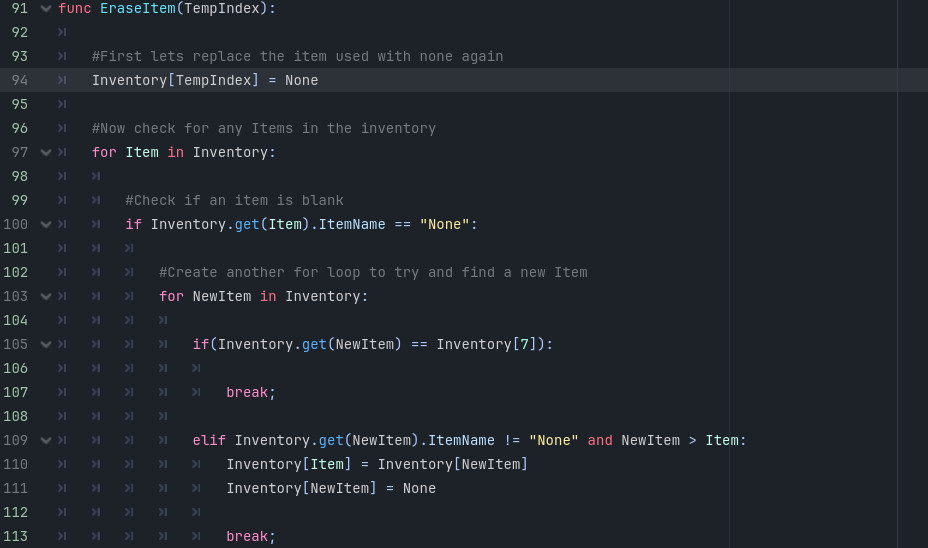 91 func EraseItem(TempIndex):
92
93 #First lets replace the item used with none again
94 Inventory[TempIndex] = None
95
96 #Now check for any Items in the inventory
97 for Item in Inventory:
98
99 #Check if an item is blank
100 if Inventory.get(Item).ItemName == "None":
101
102 #Create another for loop to try and find a new Item
103 for NewItem in Inventory:
104
105 if(Inventory.get(NewItem) == Inventory[7]):
106
107 break;
108
109 elif Inventory.get(NewItem).ItemName != "None" and NewItem > Item:
110 Inventory[Item] = Inventory[NewItem]
111 Inventory[NewItem] = None
112
113 break;